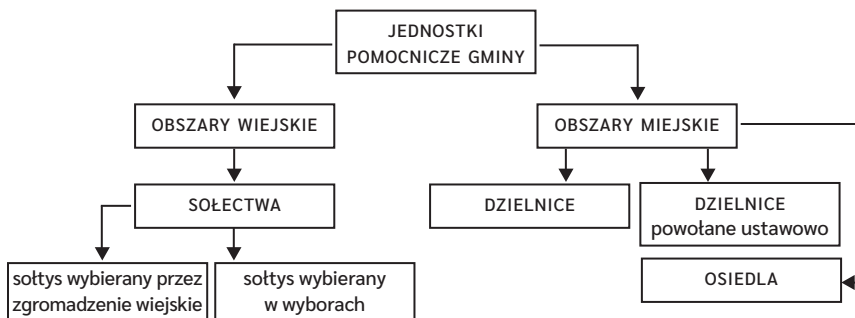 JEDNOSTKI
POMOCNICZE GMINY
OBSZARY WIEJSKIE
OBSZARY MIEJSKIE
SOŁECTWA
DZIELNICE
DZIELNICE
powołane ustawowo
sołtys wybierany przez
zgromadzenie wiejskie
sołtys wybierany
w wyborach
OSIEDLA